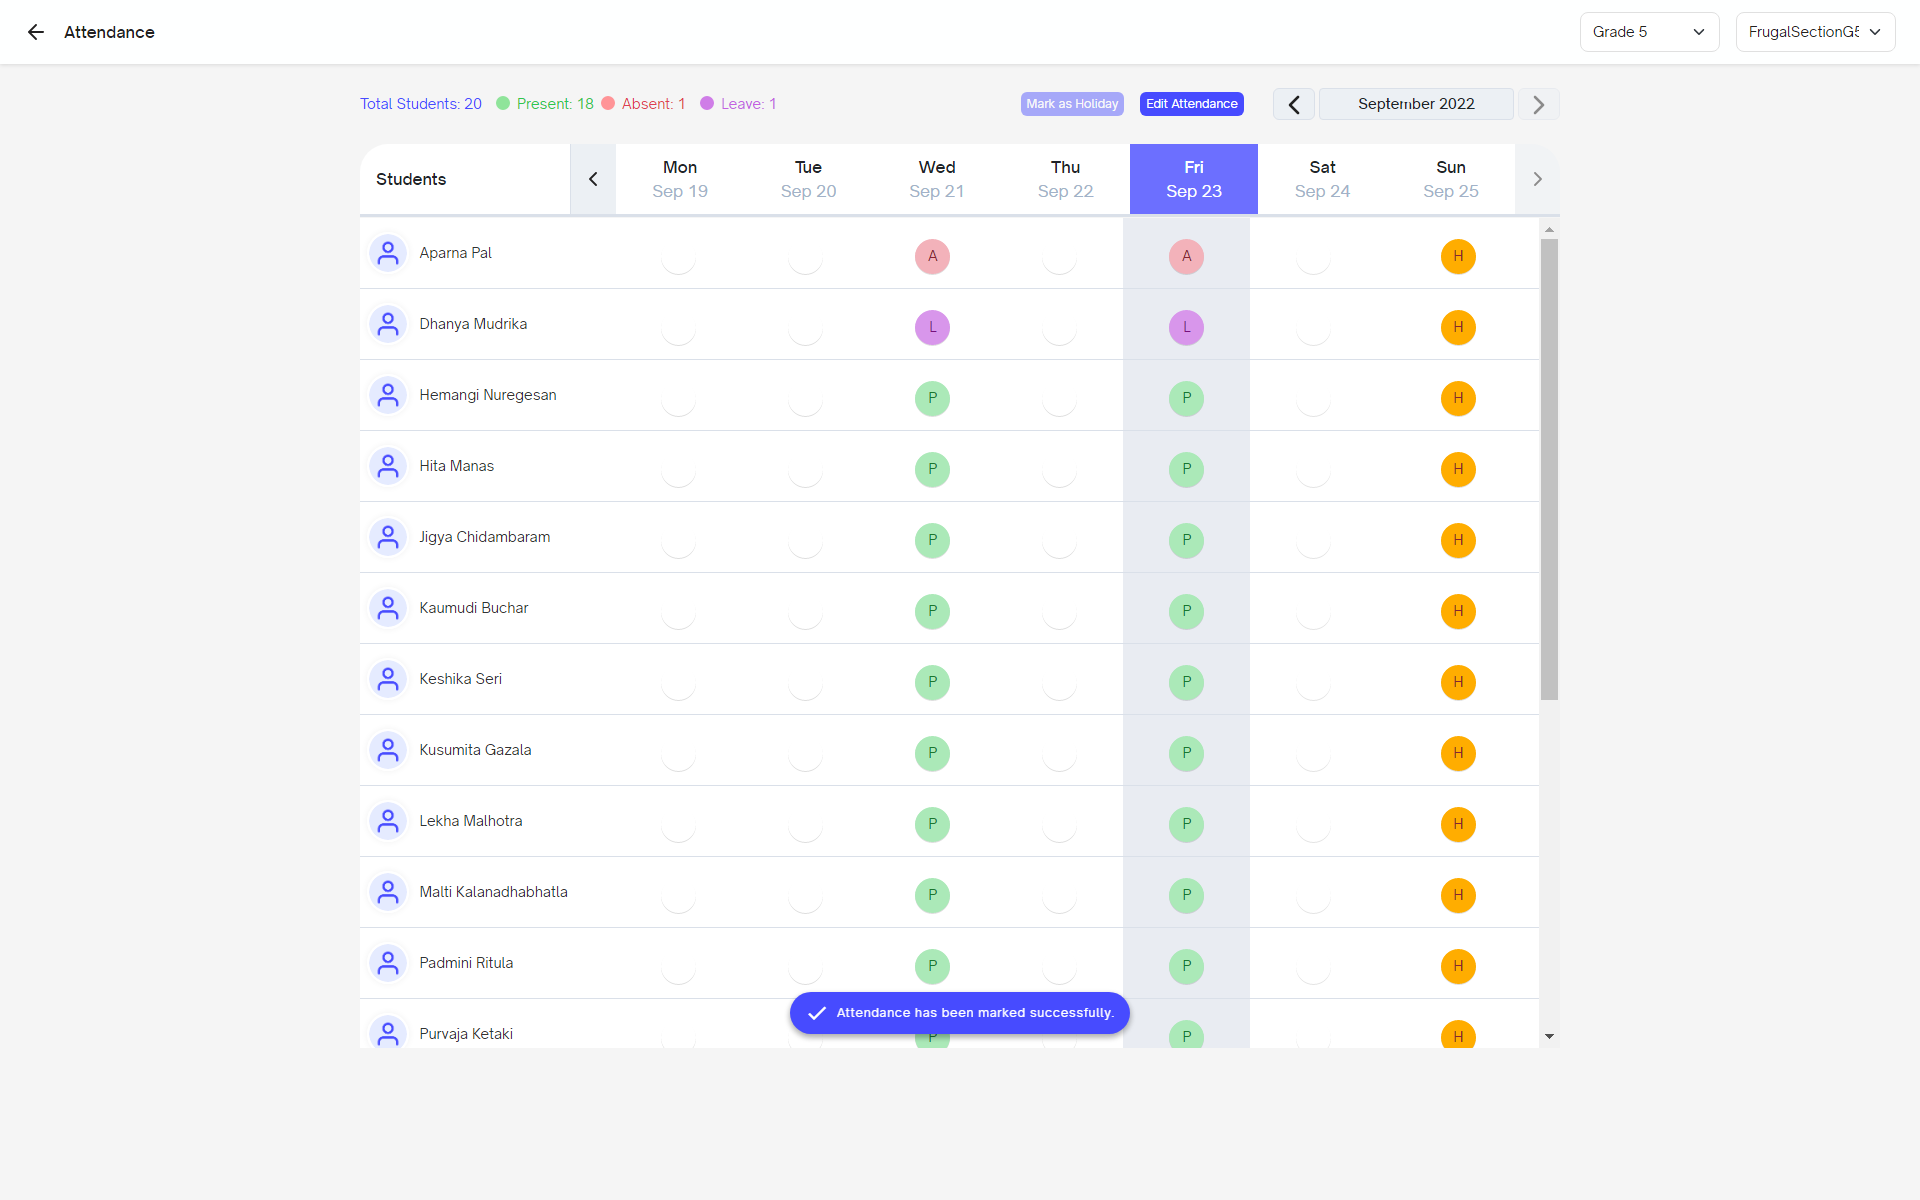 Attendance
Grade 5
FrugalSectionG5
Total Students: 20 Present: 18 Absent: 1 Leave: 1
Mark as Holiday
Edit Attendance
September 2022
Students
Mon Tue Wed Thu Fri Sat Sun
Sep 19 Sep 20 Sep 21 Sep 22 Sep 23 Sep 24 Sep 25
Aparna Pal A A H
Dhanya Mudrika L L H
Hemangi Nuregesan P P H
Hita Manas P P H
Jigya Chidambaram P P H
Kaumudi Buchar P P H
Keshika Seri P P H
Kusumita Gazala P P H
Lekha Malhotra P P H
Malti Kalanadhabhatla P P H
Padmini Ritula P P H
Attendance has been marked successfully.
Purvaja Ketaki P P H